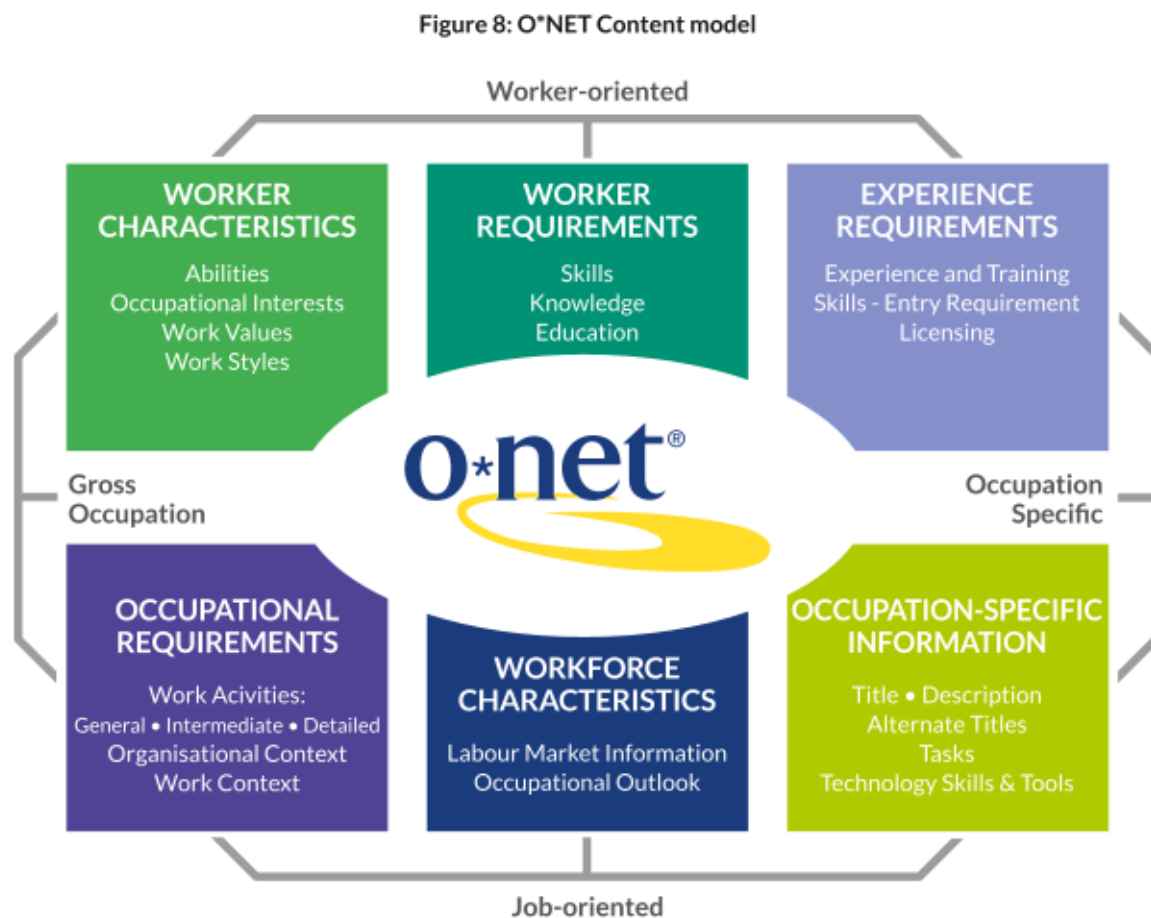 Figure 8: O*NET Content model
Worker-oriented
WORKER
CHARACTERISTICS
Abilities
Occupational Interests
Work Values
Work Styles
WORKER
REQUIREMENTS
Skills
Knowledge
Education
EXPERIENCE
REQUIREMENTS
Experience and Training
Skills - Entry Requirement
Licensing
o*net®
Gross
Occupation
Occupation
Specific
OCCUPATIONAL
REQUIREMENTS
Work Acivities:
General • Intermediate • Detailed
Organisational Context
Work Context
WORKFORCE
CHARACTERISTICS
Labour Market Information
Occupational Outlook
OCCUPATION-SPECIFIC
INFORMATION
Title • Description
Alternate Titles
Tasks
Technology Skills & Tools
Job-oriented